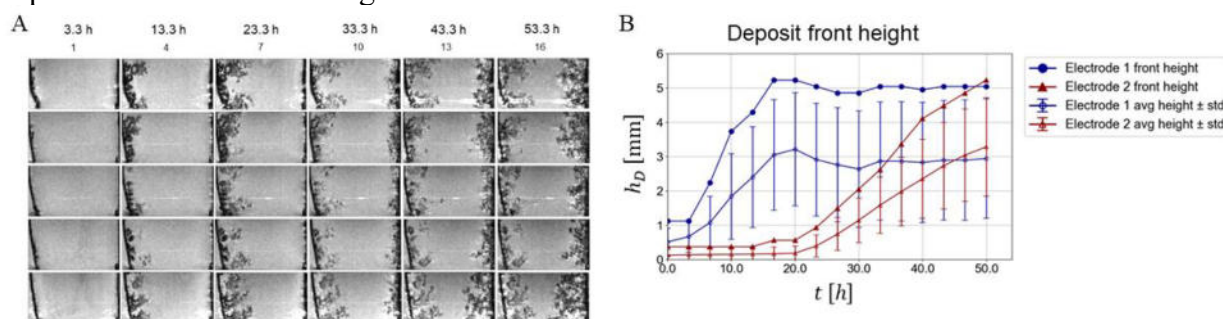 A
3.3 h 13.3 h 23.3 h 33.3 h 43.3 h 53.3 h
1 4 7 10 13 16
B
Deposit front height
6
5
4
3
2
1
0
h_D [mm]
0.0 10.0 20.0 30.0 40.0 50.0
t [h]
Electrode 1 front height
Electrode 2 front height
Electrode 1 avg height ± std
Electrode 2 avg height ± std